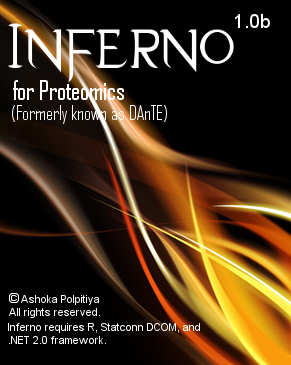 INFERNO 1.0b
for Proteomics
(Formerly known as DAnTE)
©Ashoka Polpitiya
All rights reserved.
Inferno requires R, Statconn DCOM, and
.NET 2.0 framework.